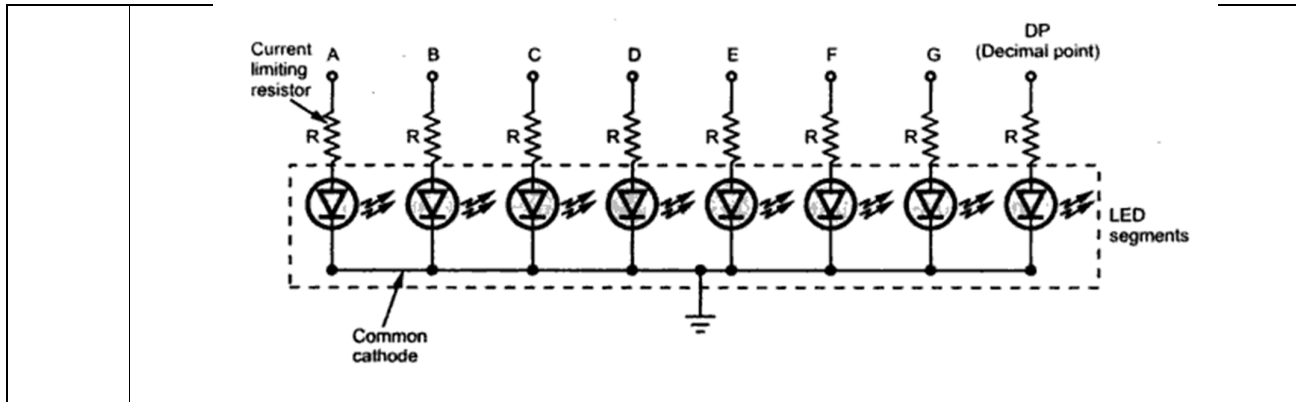 Current
limiting
resistor
A
B
C
D
E
F
G
DP
(Decimal point)
R
R
R
R
R
R
R
R
LED
segments
Common
cathode